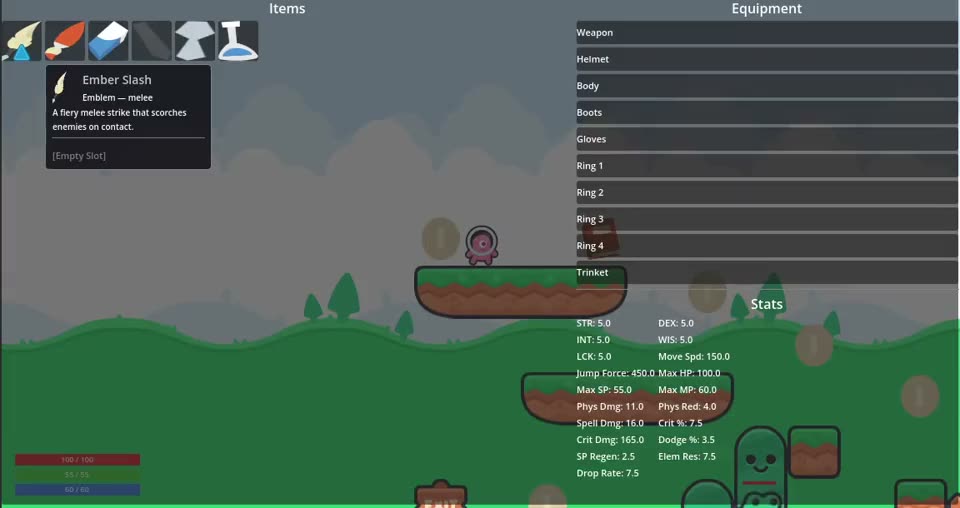 Items
Equipment
Ember Slash
Emblem — melee
A fiery melee strike that scorches
enemies on contact.
[Empty Slot]
Weapon
Helmet
Body
Boots
Gloves
Ring 1
Ring 2
Ring 3
Ring 4
Trinket
Stats
STR: 5.0 DEX: 5.0
INT: 5.0 WIS: 5.0
LCK: 5.0 Move Spd: 150.0
Jump Force: 450.0 Max HP: 100.0
Max SP: 55.0 Max MP: 60.0
Phys Dmg: 11.0 Phys Red: 4.0
Spell Dmg: 16.0 Crit %: 7.5
Crit Dmg: 165.0 Dodge %: 3.5
SP Regen: 2.5 Elem Res: 7.5
Drop Rate: 7.5
100 / 100
55 / 55
60 / 60
EXIT